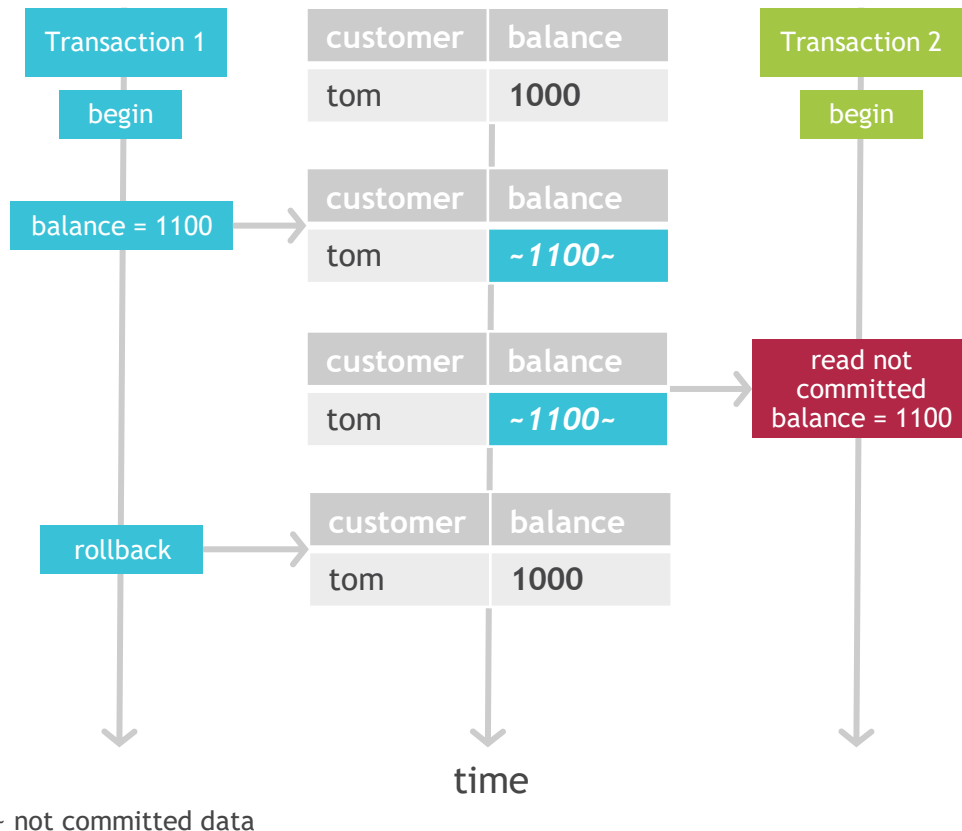 Transaction 1
customer balance
Transaction 2
tom 1000
begin
begin
customer balance
balance = 1100
tom ~1100~
customer balance
read not
committed
balance = 1100
tom ~1100~
customer balance
rollback
tom 1000
time
~ not committed data